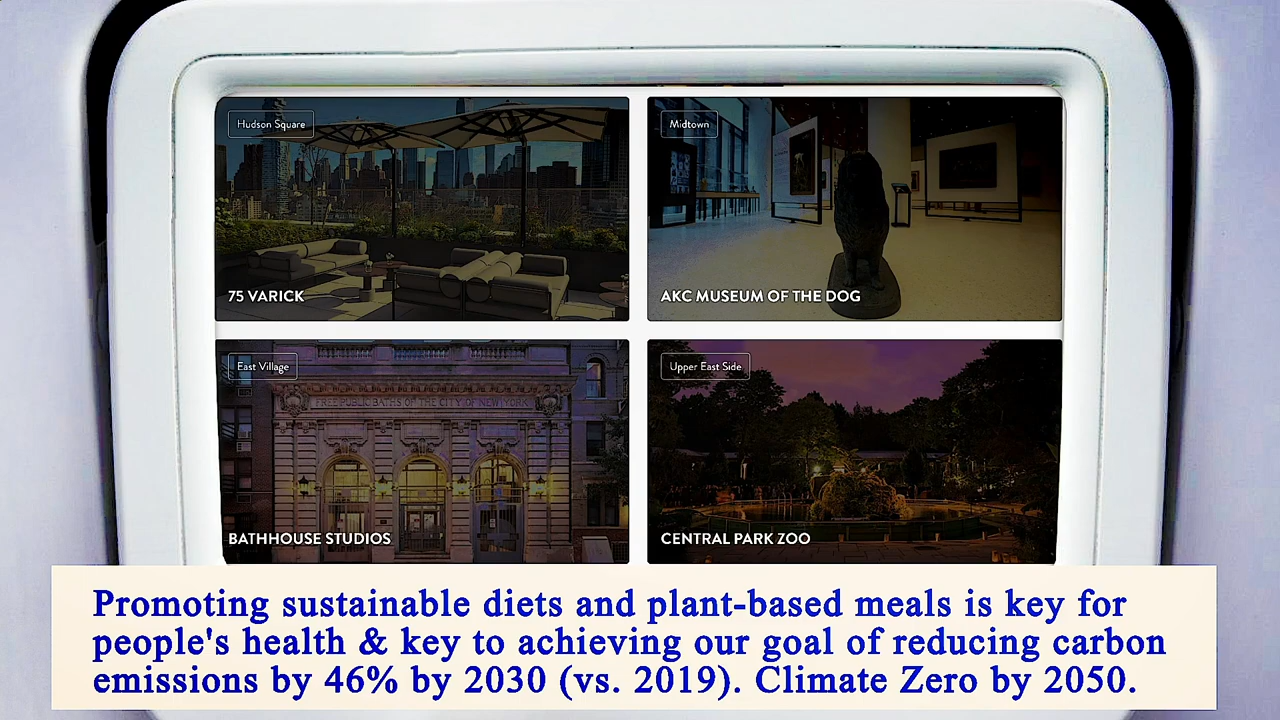 Hudson Square
75 VARICK
Midtown
AKC MUSEUM OF THE DOG
East Village
FREE PUBLIC BATHS OF THE CITY OF NEW YORK
BATHHOUSE STUDIOS
Upper East Side
CENTRAL PARK ZOO
Promoting sustainable diets and plant-based meals is key for
people's health & key to achieving our goal of reducing carbon
emissions by 46% by 2030 (vs. 2019). Climate Zero by 2050.